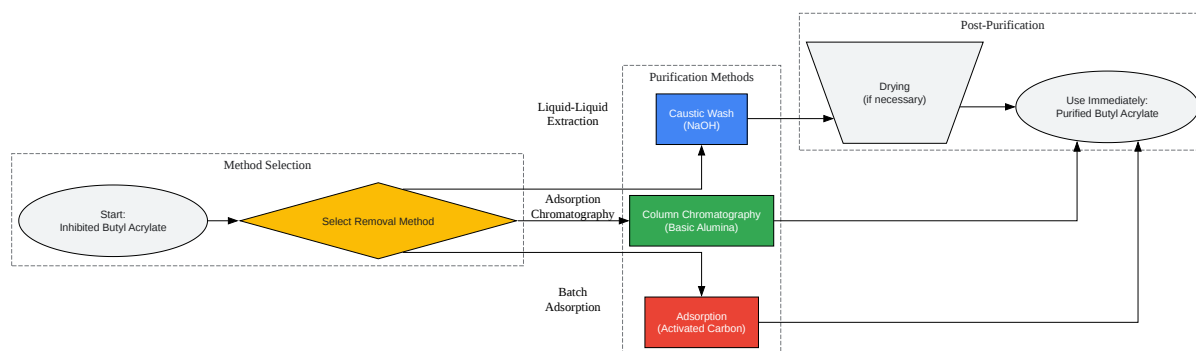 Method Selection
Start:
Inhibited Butyl Acrylate
Select Removal Method
Liquid-Liquid
Extraction
Adsorption
Chromatography
Batch
Adsorption
Purification Methods
Caustic Wash
(NaOH)
Column Chromatography
(Basic Alumina)
Adsorption
(Activated Carbon)
Post-Purification
Drying
(if necessary)
Use Immediately:
Purified Butyl Acrylate